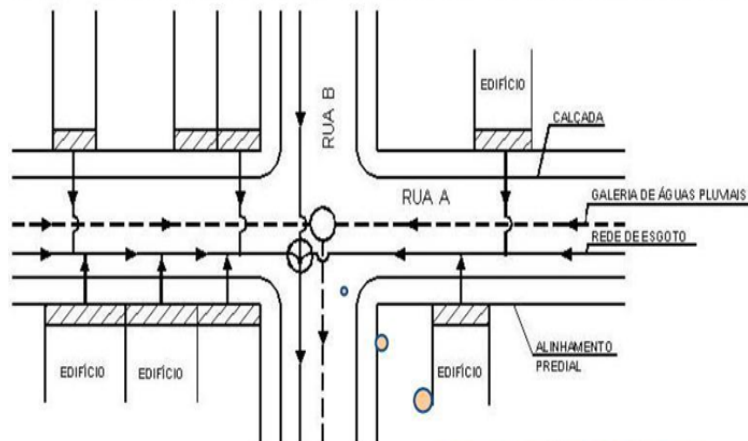 EDIFÍCIO
RUA B
CALÇADA
RUA A
GALERIA DE ÁGUAS PLUVIAIS
REDE DE ESGOTO
ALINHAMENTO
PREDIAL
EDIFÍCIO
EDIFÍCIO
EDIFÍCIO